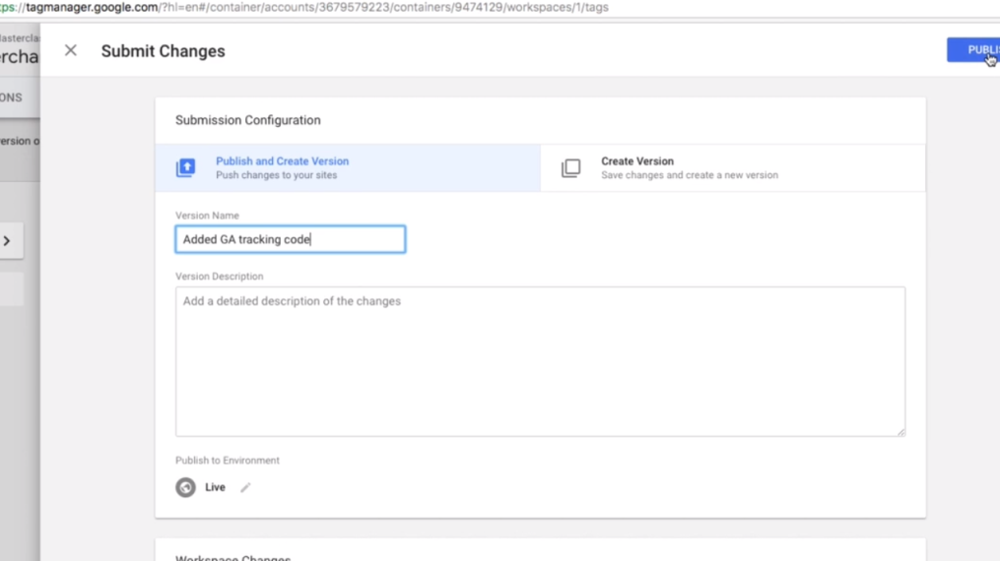 tps://tagmanager.google.com/?hl=en#/container/accounts/3679579223/containers/9474129/workspaces/1/tags
asterclas
ercha
Submit Changes
PUBLI
ONS
Submission Configuration
ersion o
Publish and Create Version
Push changes to your sites
Create Version
Save changes and create a new version
Version Name
Added GA tracking code
Version Description
Add a detailed description of the changes
Publish to Environment
Live
Workspace Changes